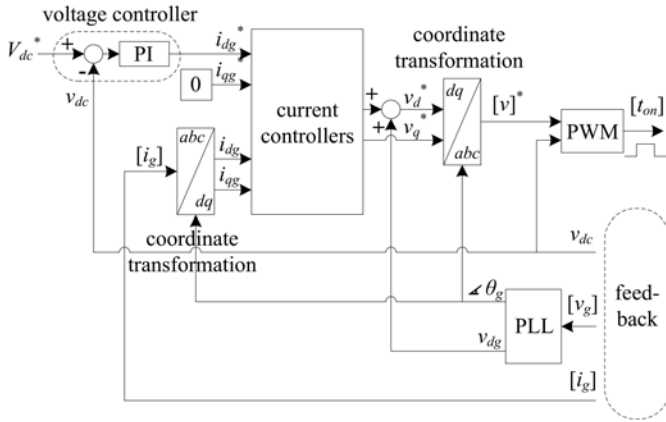 voltage controller
V_dc*
+
-
PI
i_dg*
0
i_qg*
v_dc
current
controllers
coordinate
transformation
+
+
v_d*
v_q*
dq
abc
[v]*
PWM
[t_on]
[i_g]
abc
dq
i_dg
i_qg
coordinate
transformation
v_dc
∡ θ_g
PLL
[v_g]
v_dg
feed-
back
[i_g]